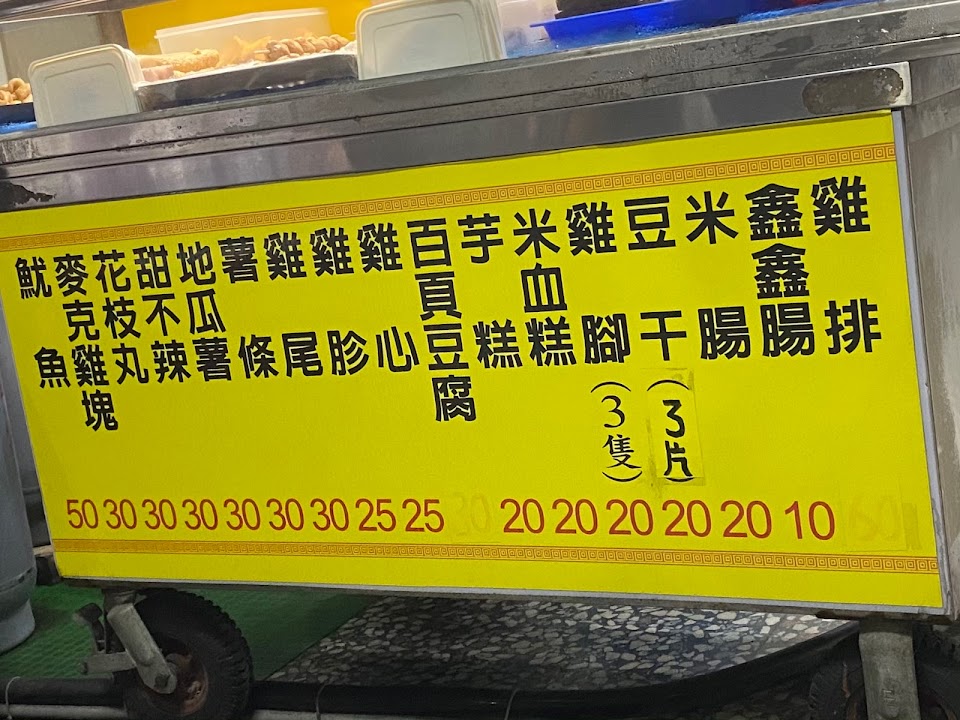 雞排
鑫鑫腸
米腸
豆干(3片)
雞腳(3隻)
米血糕
芋糕
百頁豆腐
雞心
雞胗
雞尾
薯條
地瓜薯
甜不辣
花枝丸
麥克雞塊
魷魚
50 30 30 30 30 30 30 25 25 30 20 20 20 20 20 10